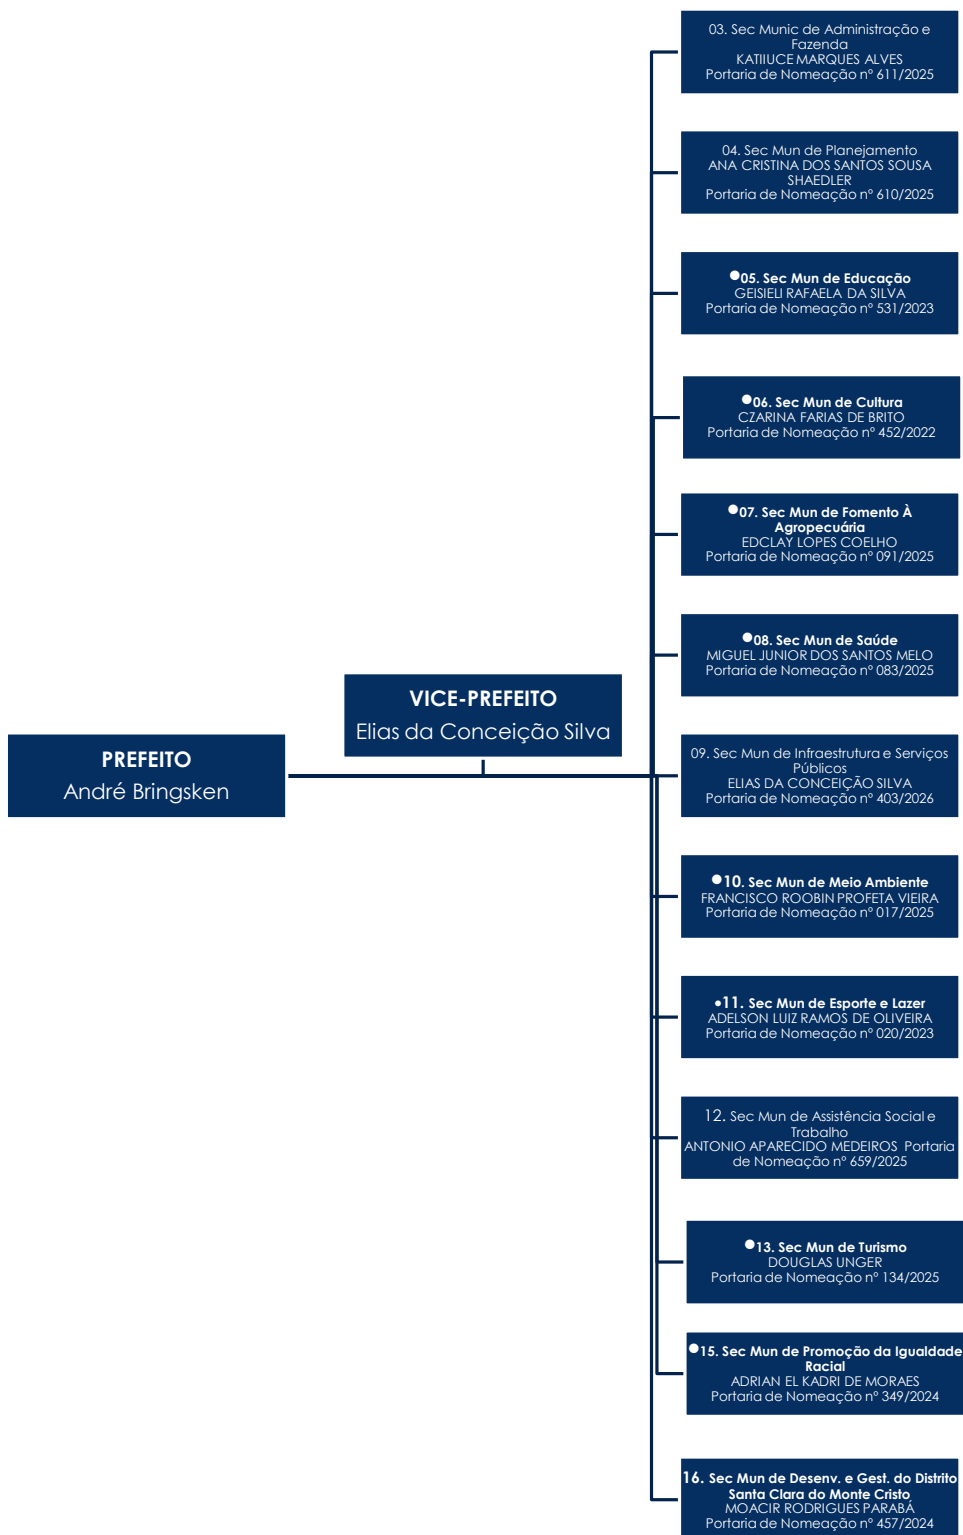 PREFEITO
André Bringsken
VICE-PREFEITO
Elias da Conceição Silva
03. Sec Munic de Administração e
Fazenda
KATIIUCE MARQUES ALVES
Portaria de Nomeação nº 611/2025
04. Sec Mun de Planejamento
ANA CRISTINA DOS SANTOS SOUSA
SHAEDLER
Portaria de Nomeação nº 610/2025
•05. Sec Mun de Educação
GEISIELI RAFAELA DA SILVA
Portaria de Nomeação nº 531/2023
•06. Sec Mun de Cultura
CZARINA FARIAS DE BRITO
Portaria de Nomeação nº 452/2022
•07. Sec Mun de Fomento À
Agropecuária
EDCLAY LOPES COELHO
Portaria de Nomeação nº 091/2025
•08. Sec Mun de Saúde
MIGUEL JUNIOR DOS SANTOS MELO
Portaria de Nomeação nº 083/2025
09. Sec Mun de Infraestrutura e Serviços
Públicos
ELIAS DA CONCEIÇÃO SILVA
Portaria de Nomeação nº 403/2026
•10. Sec Mun de Meio Ambiente
FRANCISCO ROOBIN PROFETA VIEIRA
Portaria de Nomeação nº 017/2025
•11. Sec Mun de Esporte e Lazer
ADELSON LUIZ RAMOS DE OLIVEIRA
Portaria de Nomeação nº 020/2023
12. Sec Mun de Assistência Social e
Trabalho
ANTONIO APARECIDO MEDEIROS Portaria
de Nomeação nº 659/2025
•13. Sec Mun de Turismo
DOUGLAS UNGER
Portaria de Nomeação nº 134/2025
•15. Sec Mun de Promoção da Igualdade
Racial
ADRIAN EL KADRI DE MORAES
Portaria de Nomeação nº 349/2024
16. Sec Mun de Desenv. e Gest. do Distrito
Santa Clara do Monte Cristo
MOACIR RODRIGUES PARABÁ
Portaria de Nomeação nº 457/2024